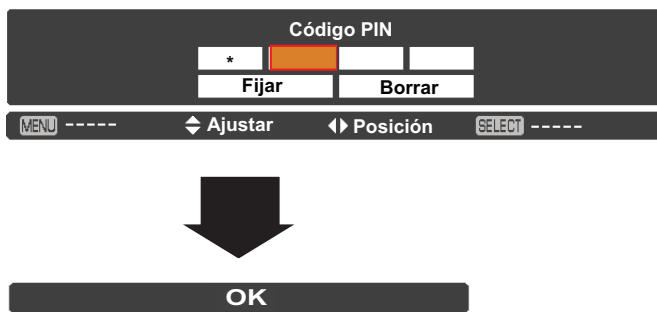 Código PIN
*
Fijar Borrar
MENU ----- Ajustar Posición SELECT -----
OK